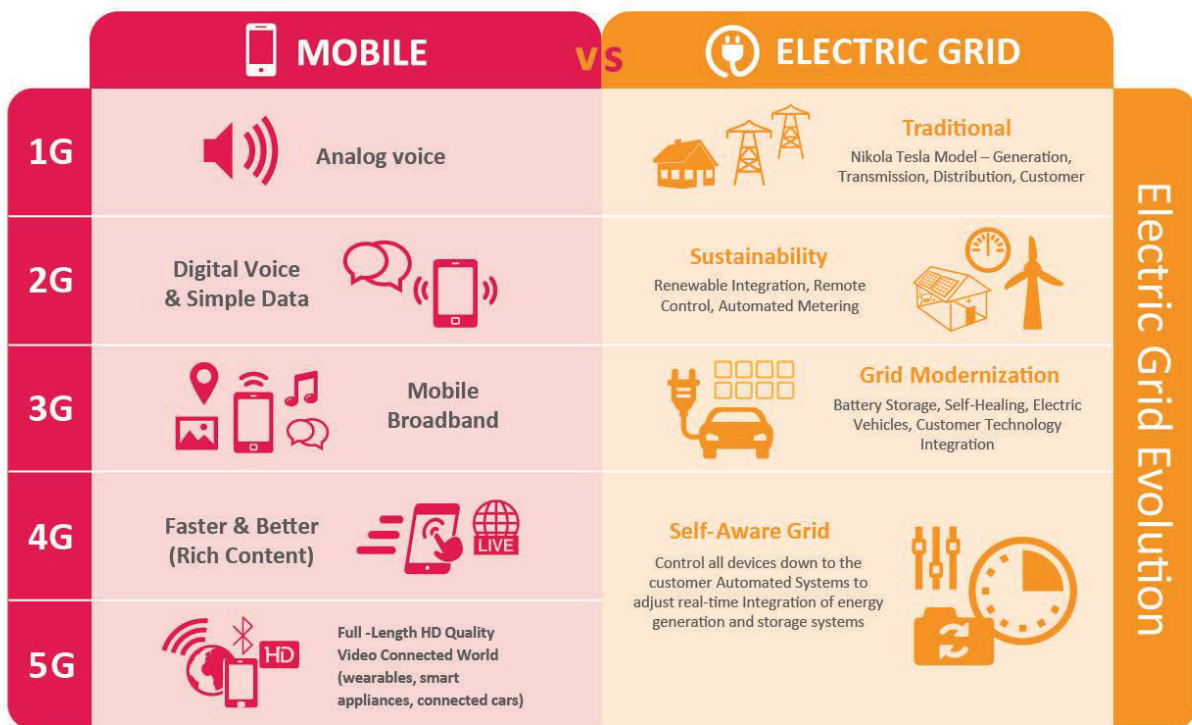 MOBILE
vs
ELECTRIC GRID
1G
Analog voice
Traditional
Nikola Tesla Model – Generation,
Transmission, Distribution, Customer
2G
Digital Voice
& Simple Data
Sustainability
Renewable Integration, Remote
Control, Automated Metering
3G
Mobile
Broadband
Grid Modernization
Battery Storage, Self-Healing, Electric
Vehicles, Customer Technology
Integration
4G
Faster & Better
(Rich Content)
LIVE
Self-Aware Grid
Control all devices down to the
customer Automated Systems to
adjust real-time Integration of energy
generation and storage systems
5G
HD
Full -Length HD Quality
Video Connected World
(wearables, smart
appliances, connected cars)
Electric Grid Evolution